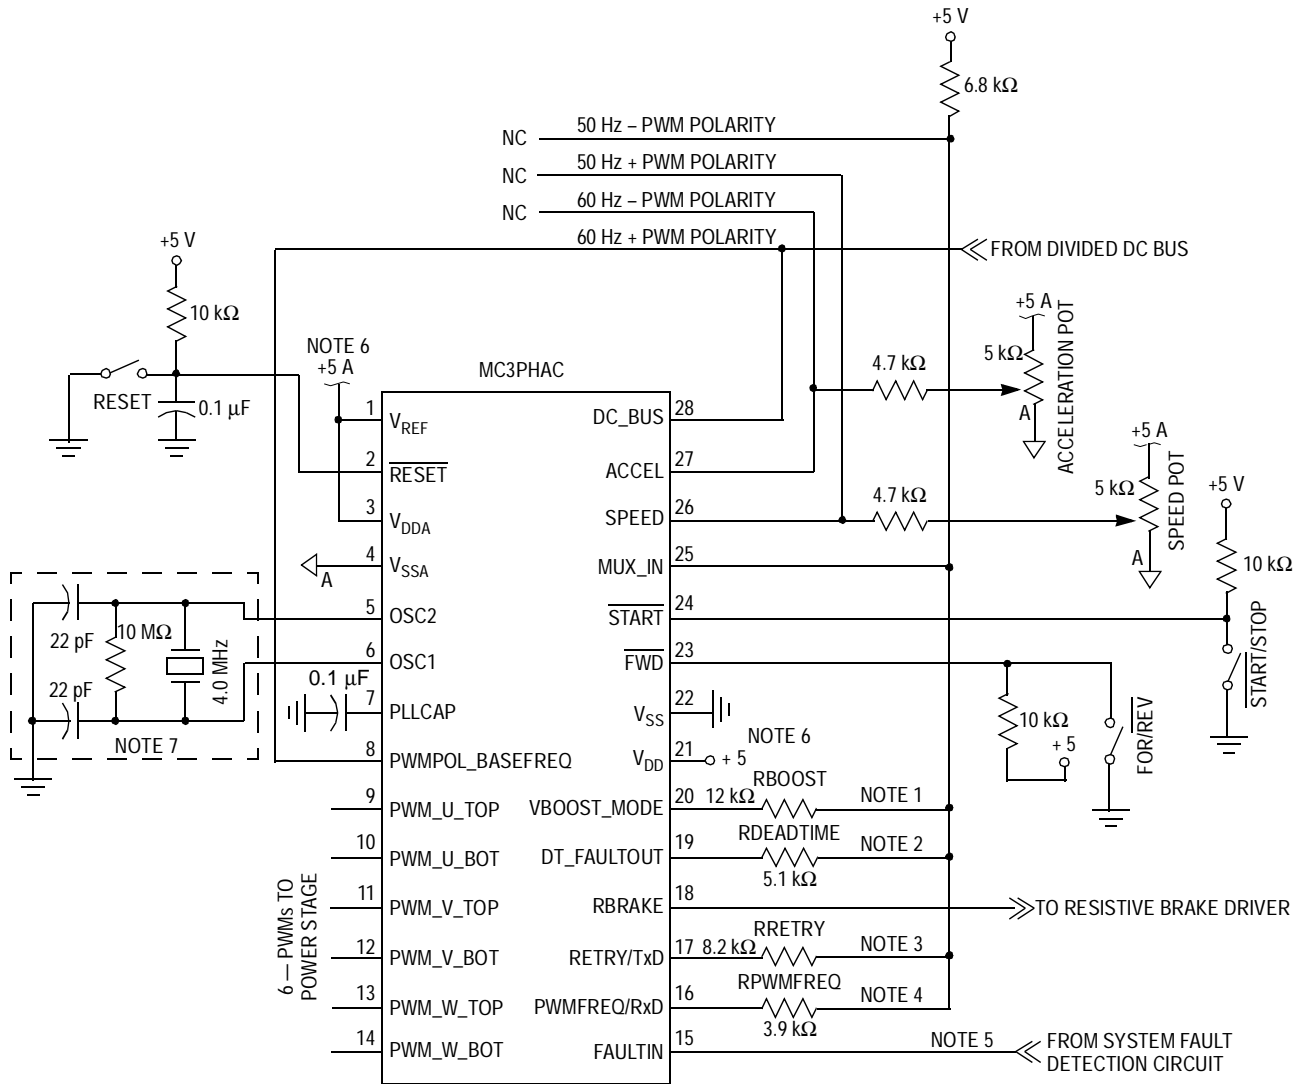 +5 V
6.8 kΩ
NC 50 Hz – PWM POLARITY
NC 50 Hz + PWM POLARITY
NC 60 Hz – PWM POLARITY
60 Hz + PWM POLARITY
FROM DIVIDED DC BUS
+5 V
10 kΩ
RESET
0.1 µF
NOTE 6
+5 A
MC3PHAC
4.7 kΩ
+5 A
5 kΩ
A
ACCELERATION POT
4.7 kΩ
+5 A
5 kΩ
A
SPEED POT
+5 V
10 kΩ
START/STOP
1 VREF
2 RESET
3 VDDA
4 VSSA
A
5 OSC2
6 OSC1
7 PLLCAP
0.1 µF
8 PWMPOL_BASEFREQ
9 PWM_U_TOP
10 PWM_U_BOT
11 PWM_V_TOP
12 PWM_V_BOT
13 PWM_W_TOP
14 PWM_W_BOT
6 — PWMs TO
POWER STAGE
22 pF
10 MΩ
4.0 MHz
22 pF
NOTE 7
DC_BUS 28
ACCEL 27
SPEED 26
MUX_IN 25
START 24
FWD 23
VSS 22
VDD 21
+ 5
NOTE 6
10 kΩ
+ 5
FOR/REV
VBOOST_MODE 20 12 kΩ RBOOST NOTE 1
DT_FAULTOUT 19 RDEADTIME 5.1 kΩ NOTE 2
RBRAKE 18 TO RESISTIVE BRAKE DRIVER
RETRY/TxD 17 8.2 kΩ RRETRY NOTE 3
PWMFREQ/RxD 16 RPWMFREQ 3.9 kΩ NOTE 4
FAULTIN 15 NOTE 5 FROM SYSTEM FAULT
DETECTION CIRCUIT